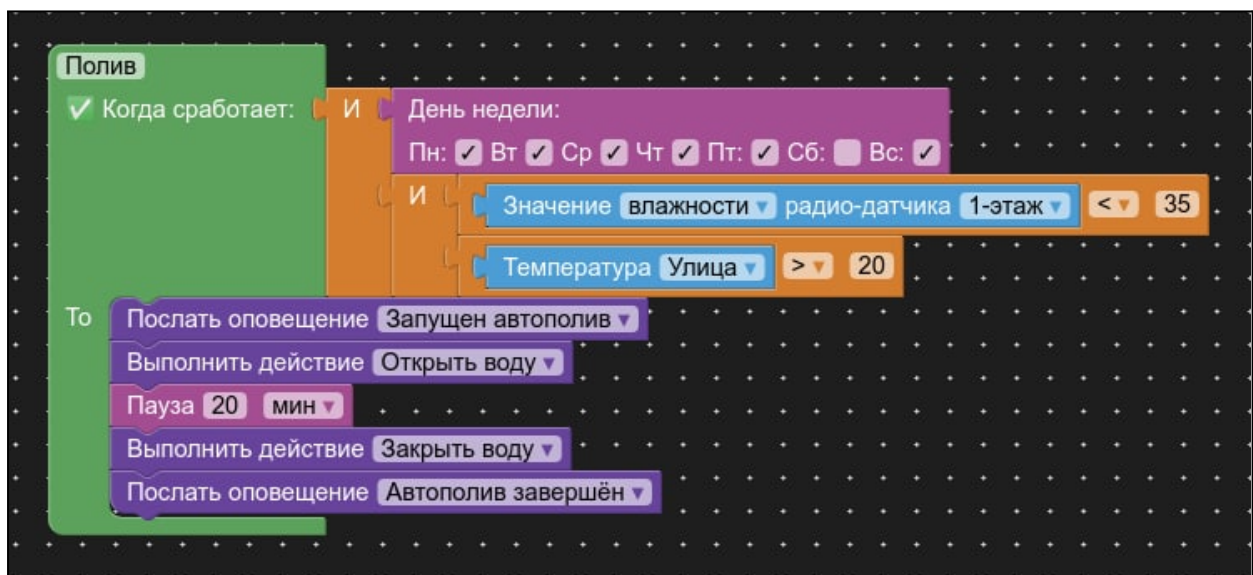 Полив
Когда сработает: И День недели:
Пн: Вт Ср Чт Пт: Сб: Вс:
И Значение влажности радио-датчика 1-этаж < 35
Температура Улица > 20
То Послать оповещение Запущен автополив
Выполнить действие Открыть воду
Пауза 20 мин
Выполнить действие Закрыть воду
Послать оповещение Автополив завершён